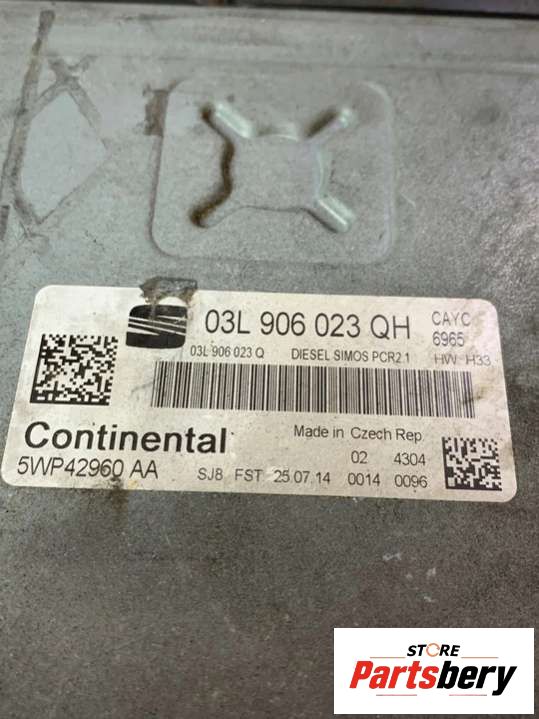 03L 906 023 QH CAYC
6965
03L 906 023 Q DIESEL SIMOS PCR2.1 HW: H33
Continental Made in Czech Rep.
02 4304
5WP42960 AA SJ8 FST 25.07.14 0014 0096
STORE
Partsbery